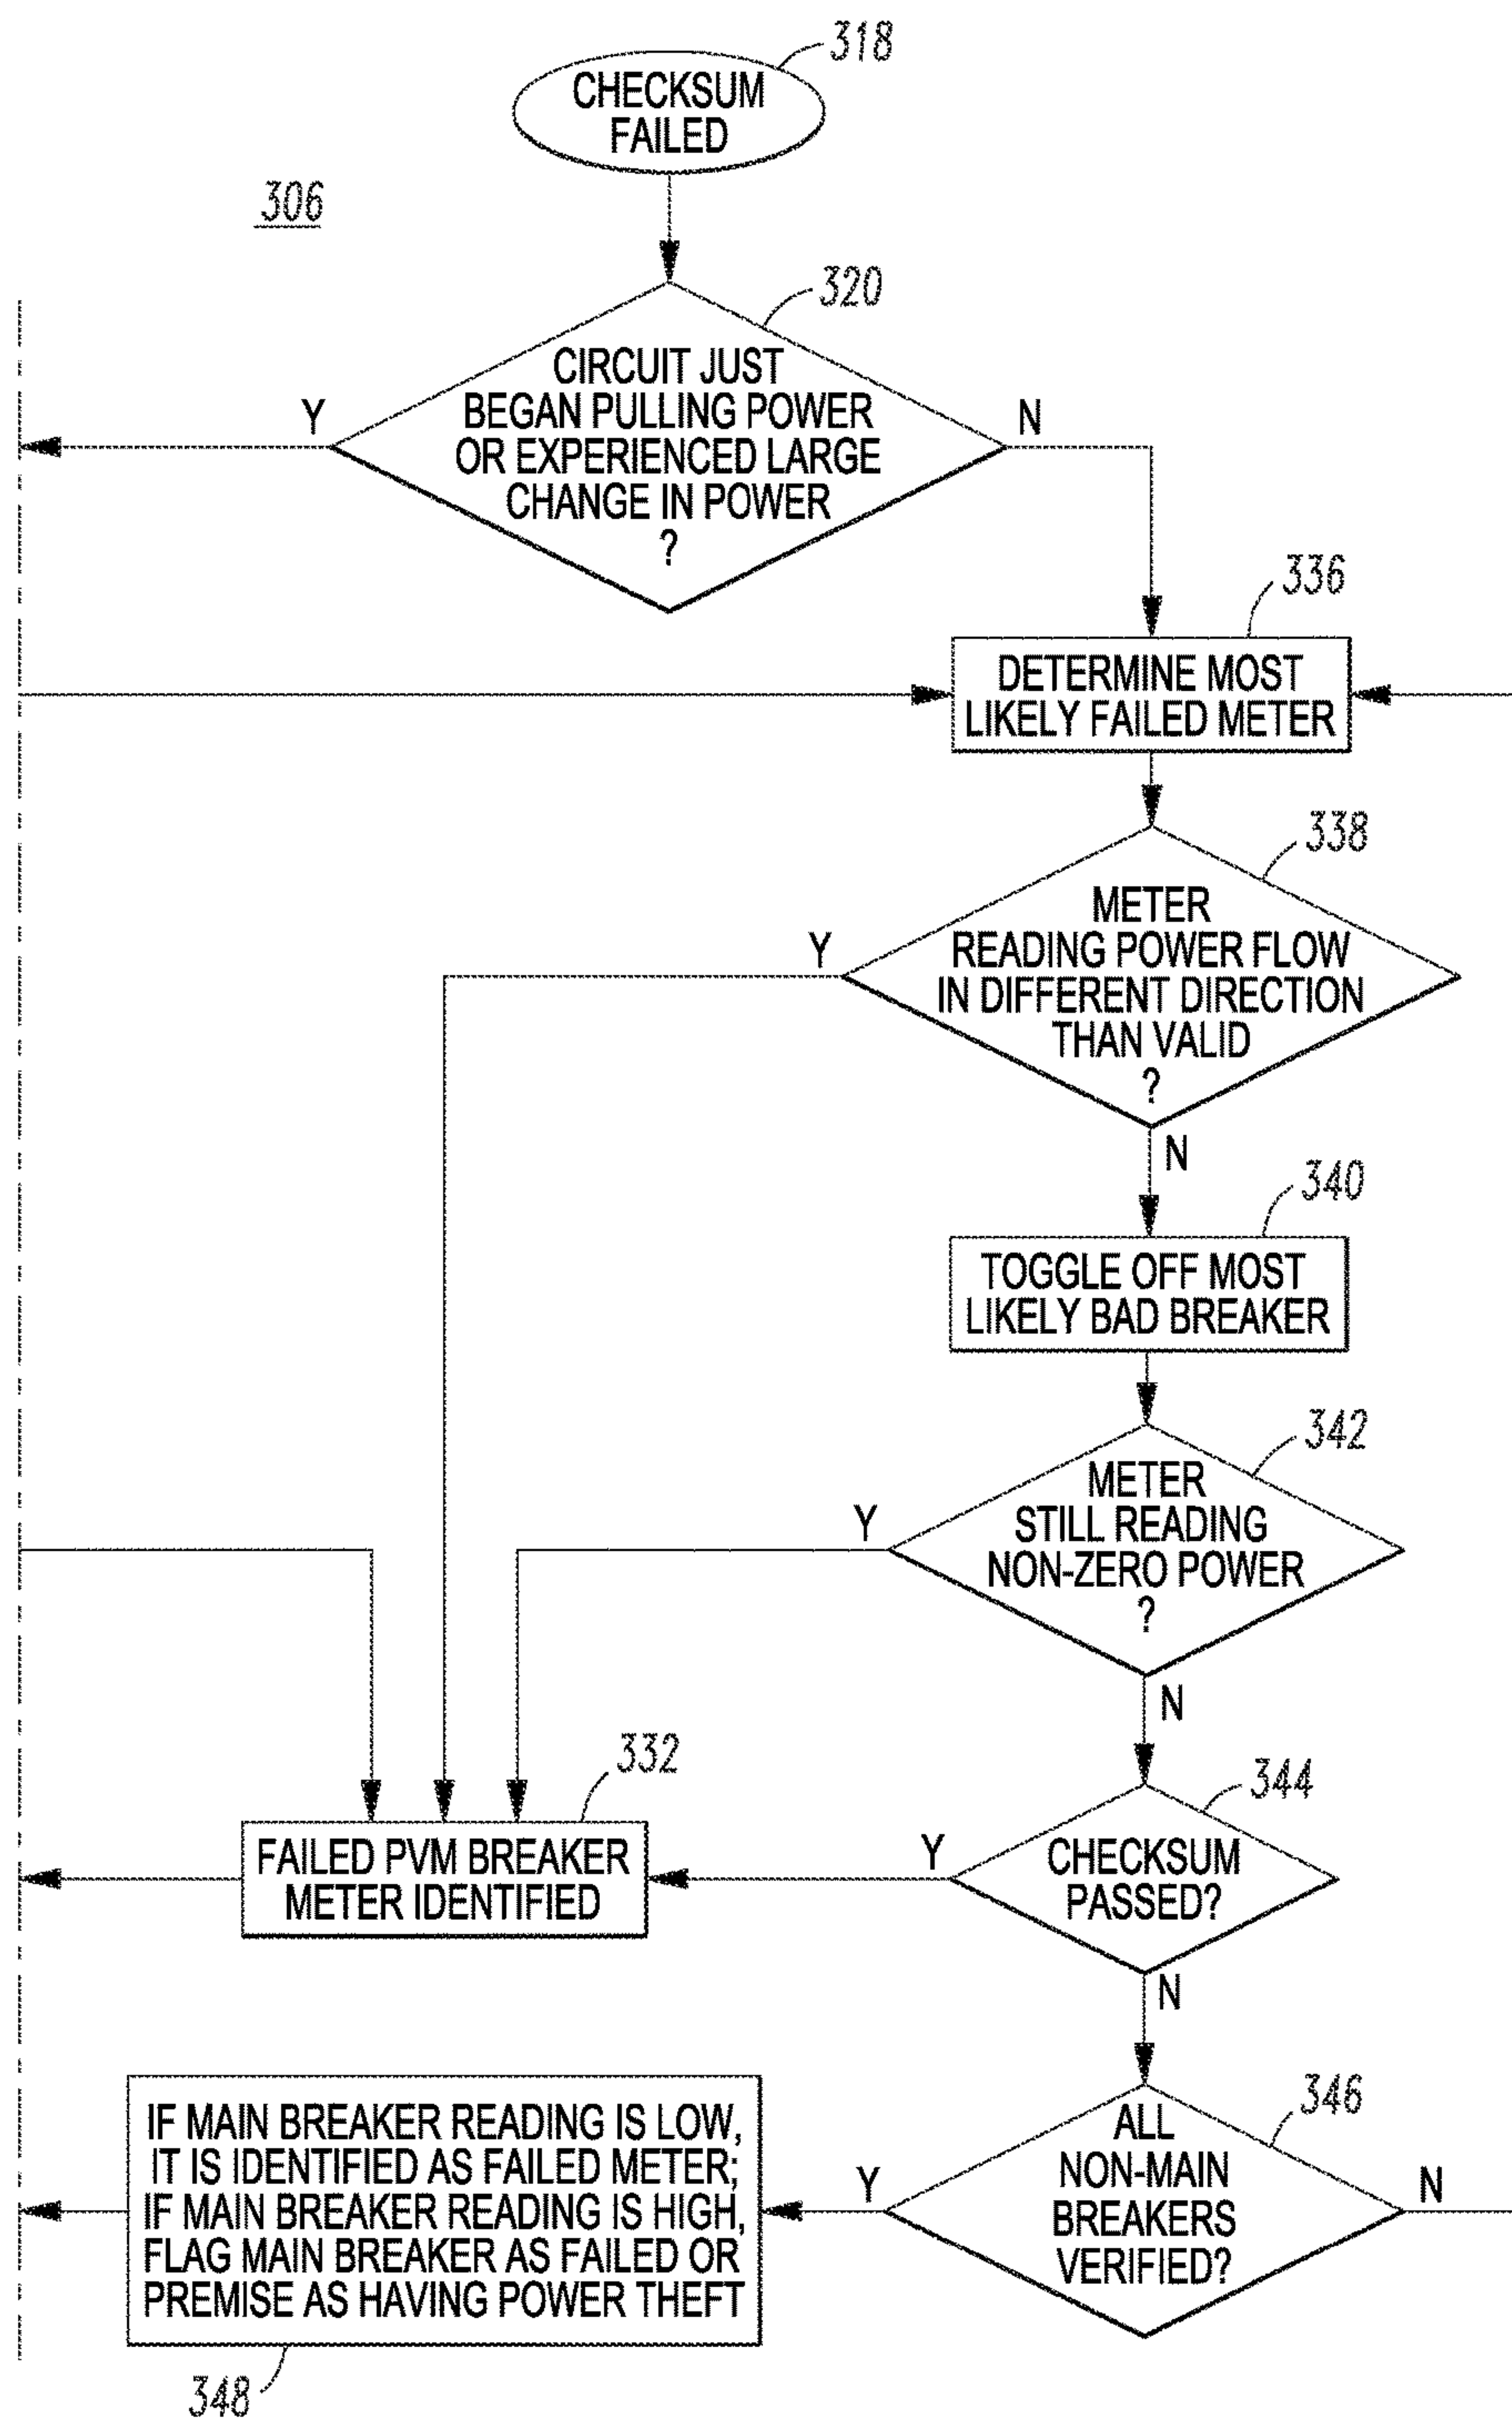 318
CHECKSUM
FAILED
306
320
CIRCUIT JUST
BEGAN PULLING POWER
OR EXPERIENCED LARGE
CHANGE IN POWER
?
Y
N
336
DETERMINE MOST
LIKELY FAILED METER
338
METER
READING POWER FLOW
IN DIFFERENT DIRECTION
THAN VALID
?
Y
N
340
TOGGLE OFF MOST
LIKELY BAD BREAKER
342
METER
STILL READING
NON-ZERO POWER
?
Y
N
332
FAILED PVM BREAKER
METER IDENTIFIED
344
CHECKSUM
PASSED?
Y
N
346
ALL
NON-MAIN
BREAKERS
VERIFIED?
Y
N
IF MAIN BREAKER READING IS LOW,
IT IS IDENTIFIED AS FAILED METER;
IF MAIN BREAKER READING IS HIGH,
FLAG MAIN BREAKER AS FAILED OR
PREMISE AS HAVING POWER THEFT
348